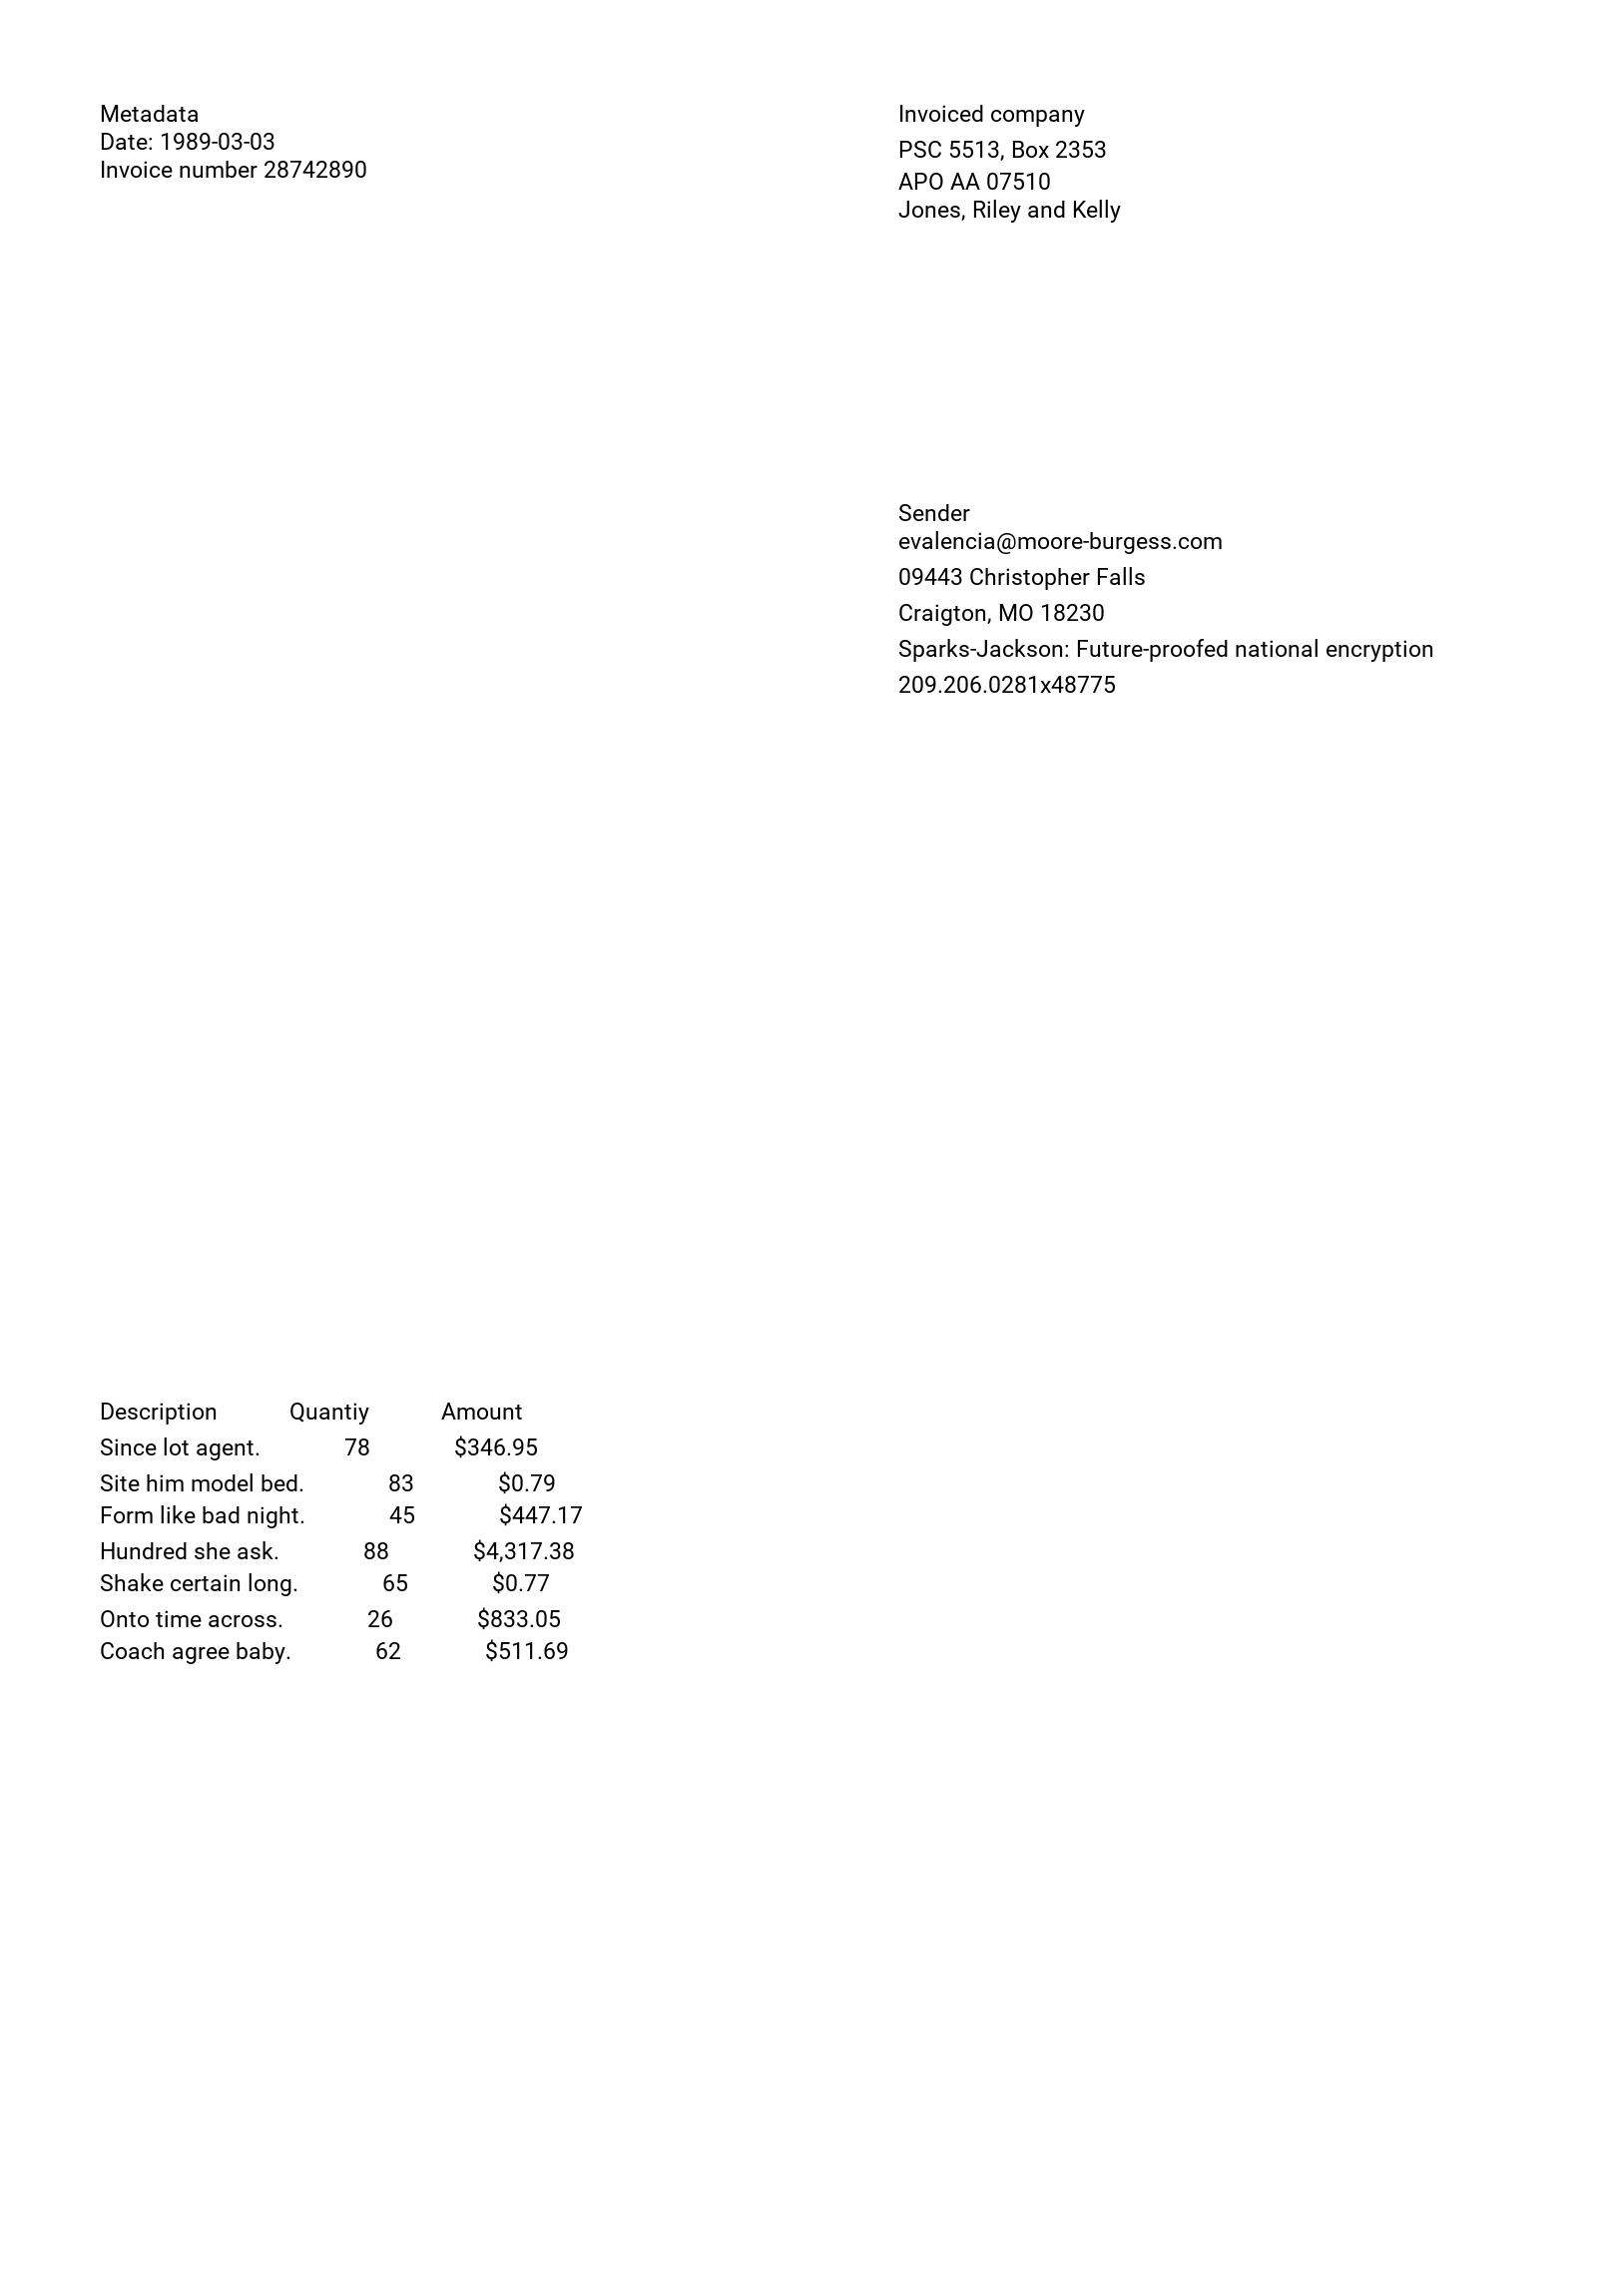 Metadata
Date: 1989-03-03
Invoice number 28742890
Invoiced company
PSC 5513, Box 2353
APO AA 07510
Jones, Riley and Kelly
Sender
evalencia@moore-burgess.com
09443 Christopher Falls
Craigton, MO 18230
Sparks-Jackson: Future-proofed national encryption
209.206.0281x48775
Description Quantiy Amount
Since lot agent. 78 $346.95
Site him model bed. 83 $0.79
Form like bad night. 45 $447.17
Hundred she ask. 88 $4,317.38
Shake certain long. 65 $0.77
Onto time across. 26 $833.05
Coach agree baby. 62 $511.69